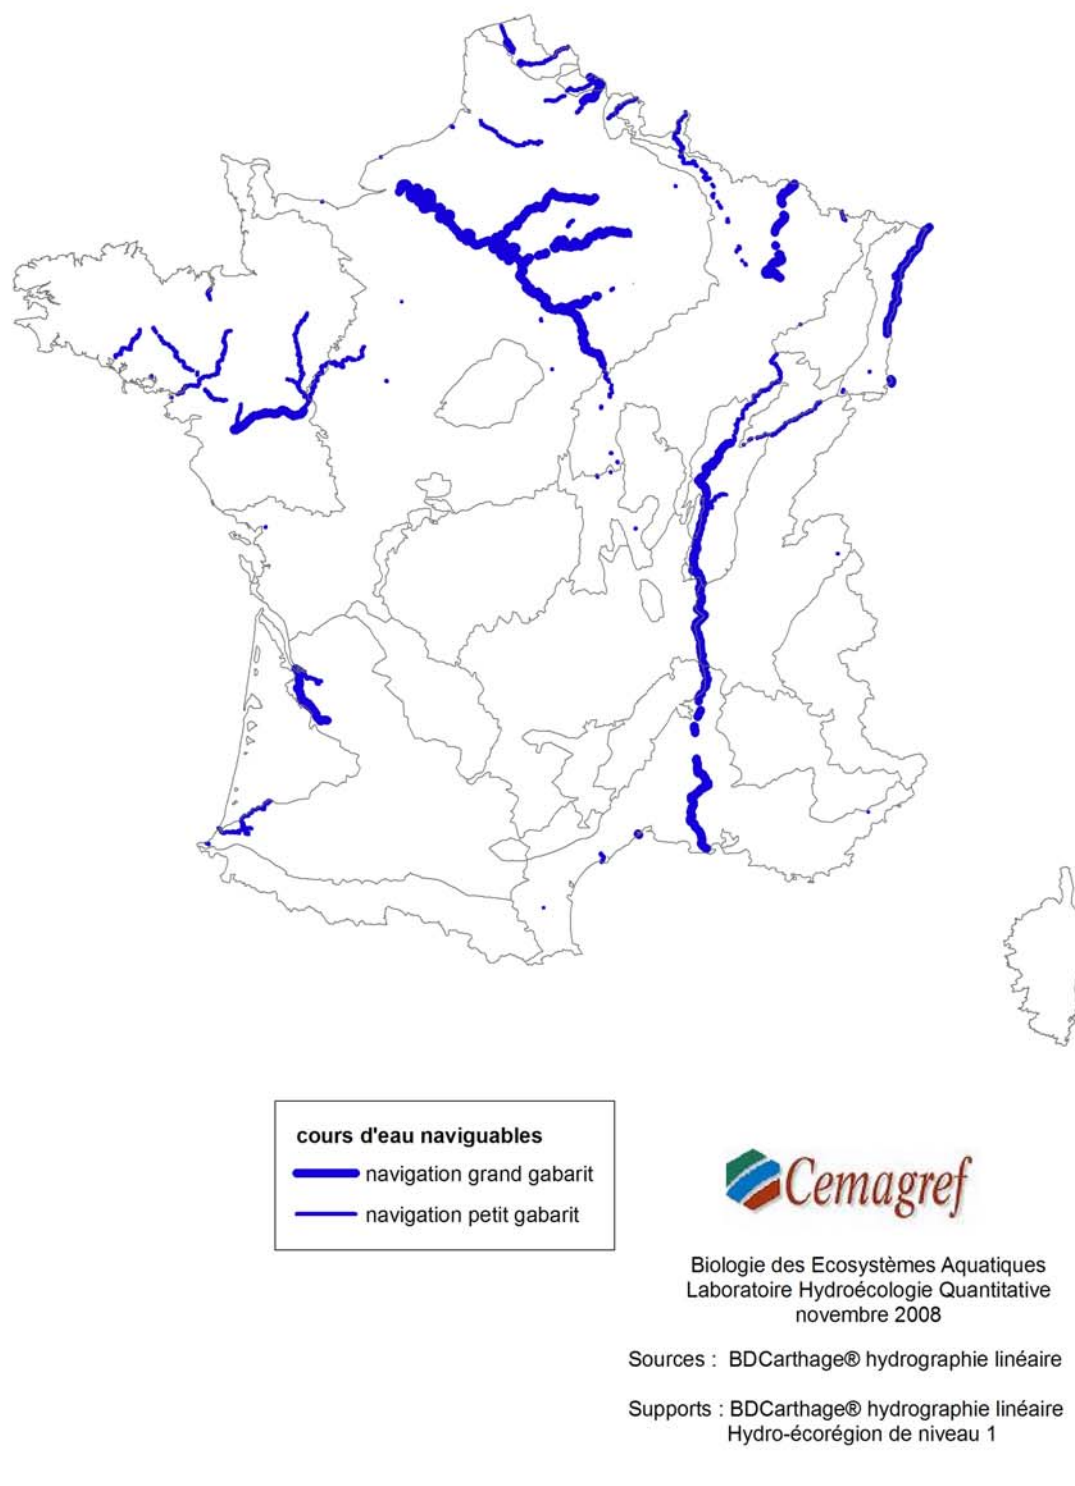 cours d'eau naviguables
navigation grand gabarit
navigation petit gabarit
Cemagref
Biologie des Ecosystèmes Aquatiques
Laboratoire Hydroécologie Quantitative
novembre 2008
Sources : BDCarthage® hydrographie linéaire
Supports : BDCarthage® hydrographie linéaire
Hydro-écorégion de niveau 1